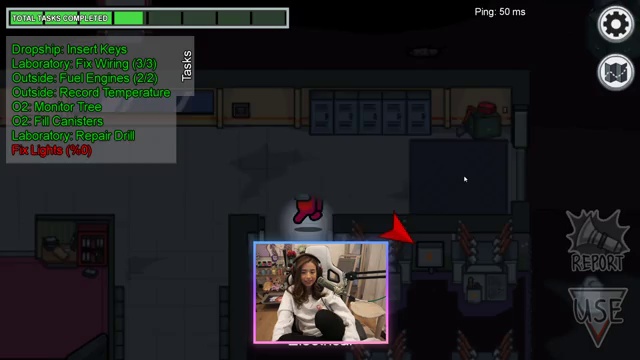 TOTAL TASKS COMPLETED
Ping: 50 ms
Dropship: Insert Keys
Laboratory: Fix Wiring (3/3)
Outside: Fuel Engines (2/2)
Outside: Record Temperature
O2: Monitor Tree
O2: Fill Canisters
Laboratory: Repair Drill
Fix Lights (%0)
Tasks
REPORT
USE